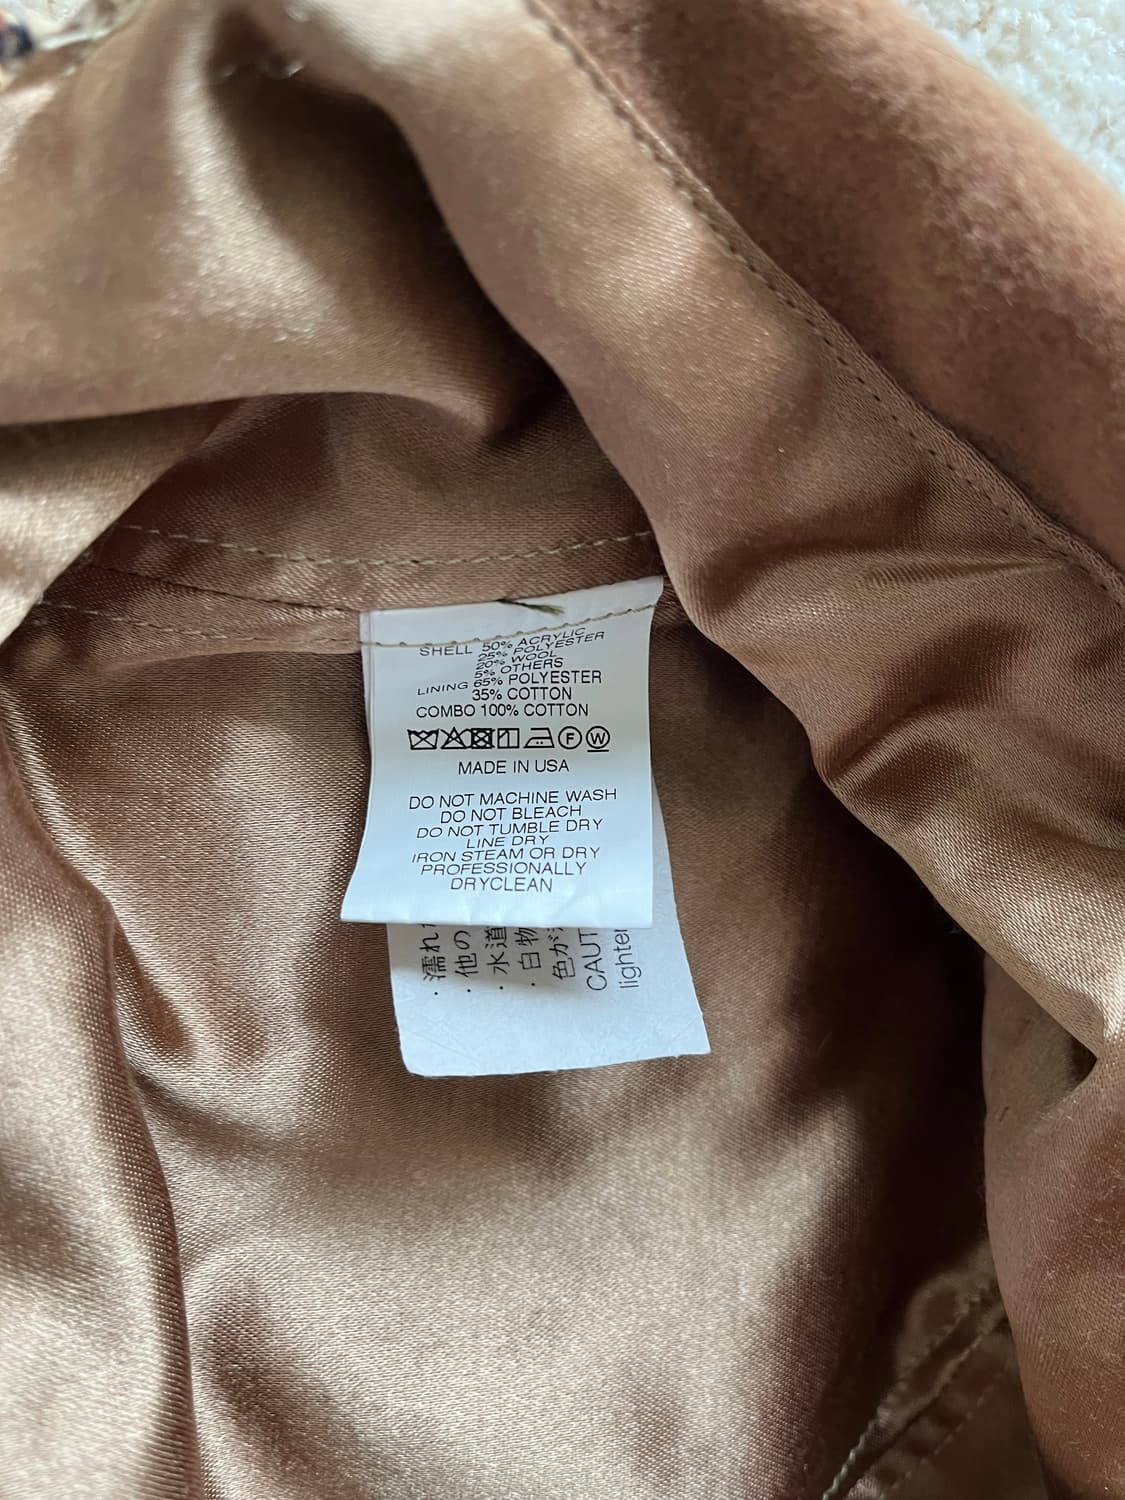 SHELL 50% ACRYLIC
25% POLYESTER
20% WOOL
5% OTHERS
LINING 65% POLYESTER
35% COTTON
COMBO 100% COTTON
F W
MADE IN USA
DO NOT MACHINE WASH
DO NOT BLEACH
DO NOT TUMBLE DRY
LINE DRY
IRON STEAM OR DRY
PROFESSIONALLY
DRYCLEAN
・濡れ
・他の
・水道
・白物
色が
CAUT
lighter